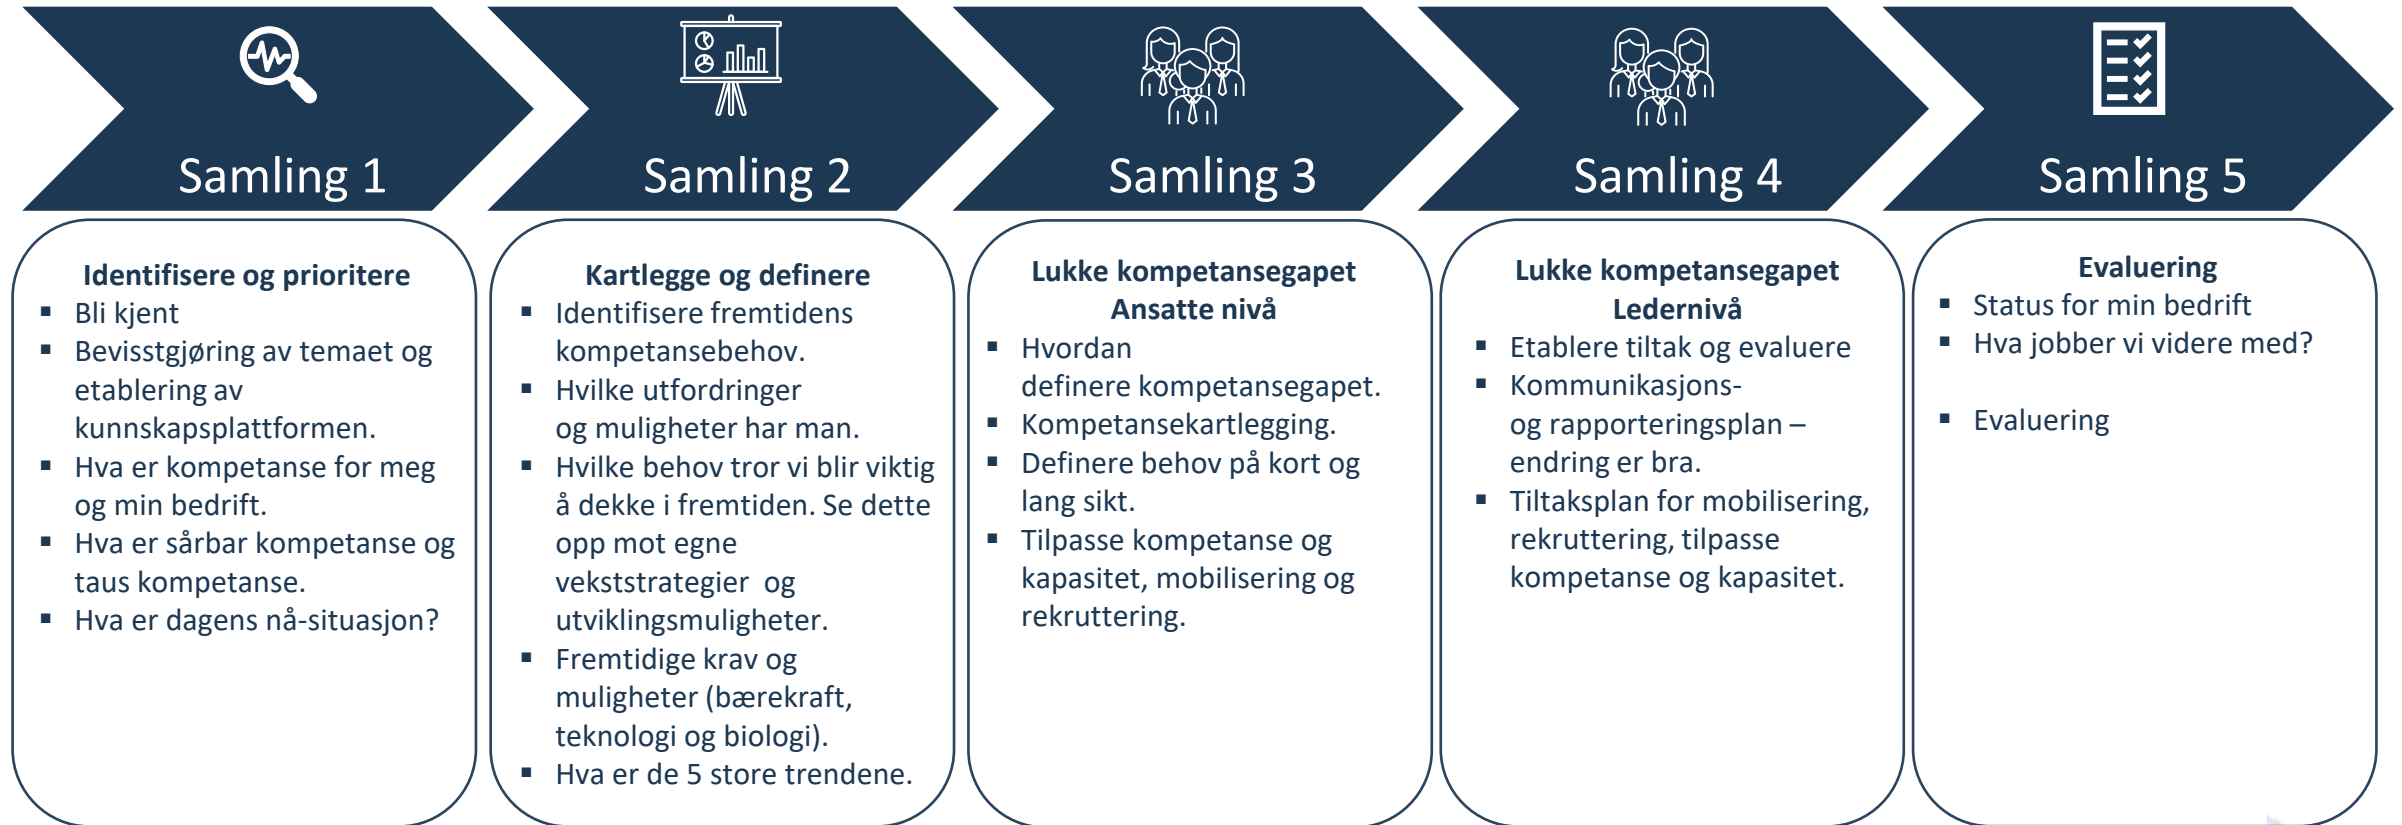 Samling 1
Samling 2
Samling 3
Samling 4
Samling 5
Identifisere og prioritere
▪ Bli kjent
▪ Bevisstgjøring av temaet og
etablering av
kunnskapsplattformen.
▪ Hva er kompetanse for meg
og min bedrift.
▪ Hva er sårbar kompetanse og
taus kompetanse.
▪ Hva er dagens nå-situasjon?
Kartlegge og definere
▪ Identifisere fremtidens
kompetansebehov.
▪ Hvilke utfordringer
og muligheter har man.
▪ Hvilke behov tror vi blir viktig
å dekke i fremtiden. Se dette
opp mot egne
vekststrategier og
utviklingsmuligheter.
▪ Fremtidige krav og
muligheter (bærekraft,
teknologi og biologi).
▪ Hva er de 5 store trendene.
Lukke kompetansegapet
Ansatte nivå
▪ Hvordan
definere kompetansegapet.
▪ Kompetansekartlegging.
▪ Definere behov på kort og
lang sikt.
▪ Tilpasse kompetanse og
kapasitet, mobilisering og
rekruttering.
Lukke kompetansegapet
Ledernivå
▪ Etablere tiltak og evaluere
▪ Kommunikasjons-
og rapporteringsplan –
endring er bra.
▪ Tiltaksplan for mobilisering,
rekruttering, tilpasse
kompetanse og kapasitet.
Evaluering
▪ Status for min bedrift
▪ Hva jobber vi videre med?
▪ Evaluering